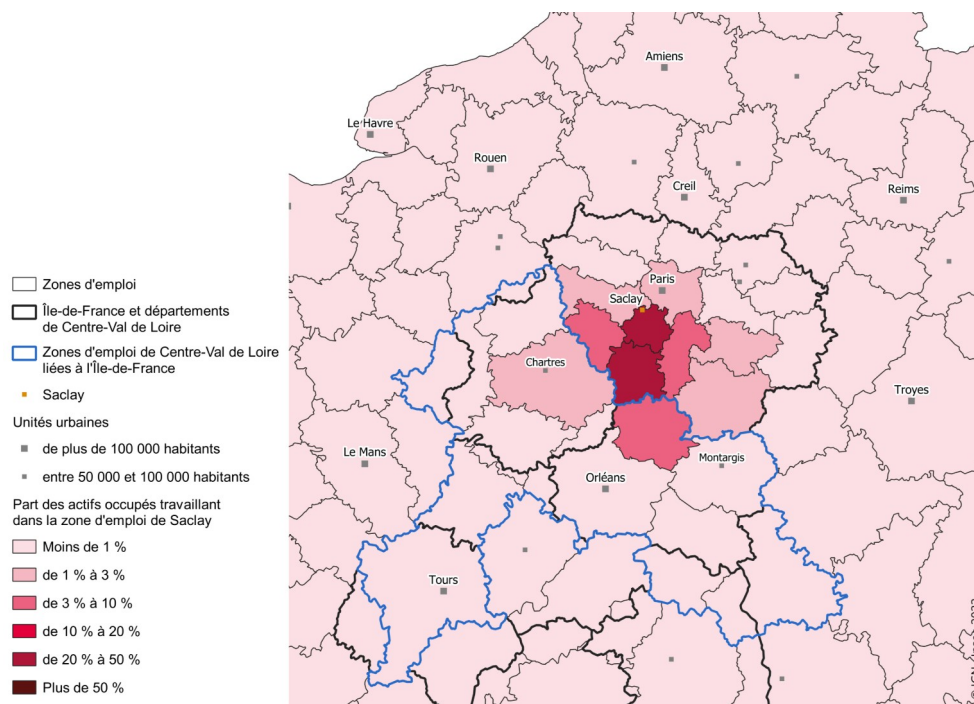 Amiens
Le Havre
Rouen
Creil
Reims
Paris
Saclay
Chartres
Troyes
Le Mans
Montargis
Orléans
Tours
Zones d'emploi
Île-de-France et départements
de Centre-Val de Loire
Zones d'emploi de Centre-Val de Loire
liées à l'Île-de-France
Saclay
Unités urbaines
de plus de 100 000 habitants
entre 50 000 et 100 000 habitants
Part des actifs occupés travaillant
dans la zone d'emploi de Saclay
Moins de 1 %
de 1 % à 3 %
de 3 % à 10 %
de 10 % à 20 %
de 20 % à 50 %
Plus de 50 %